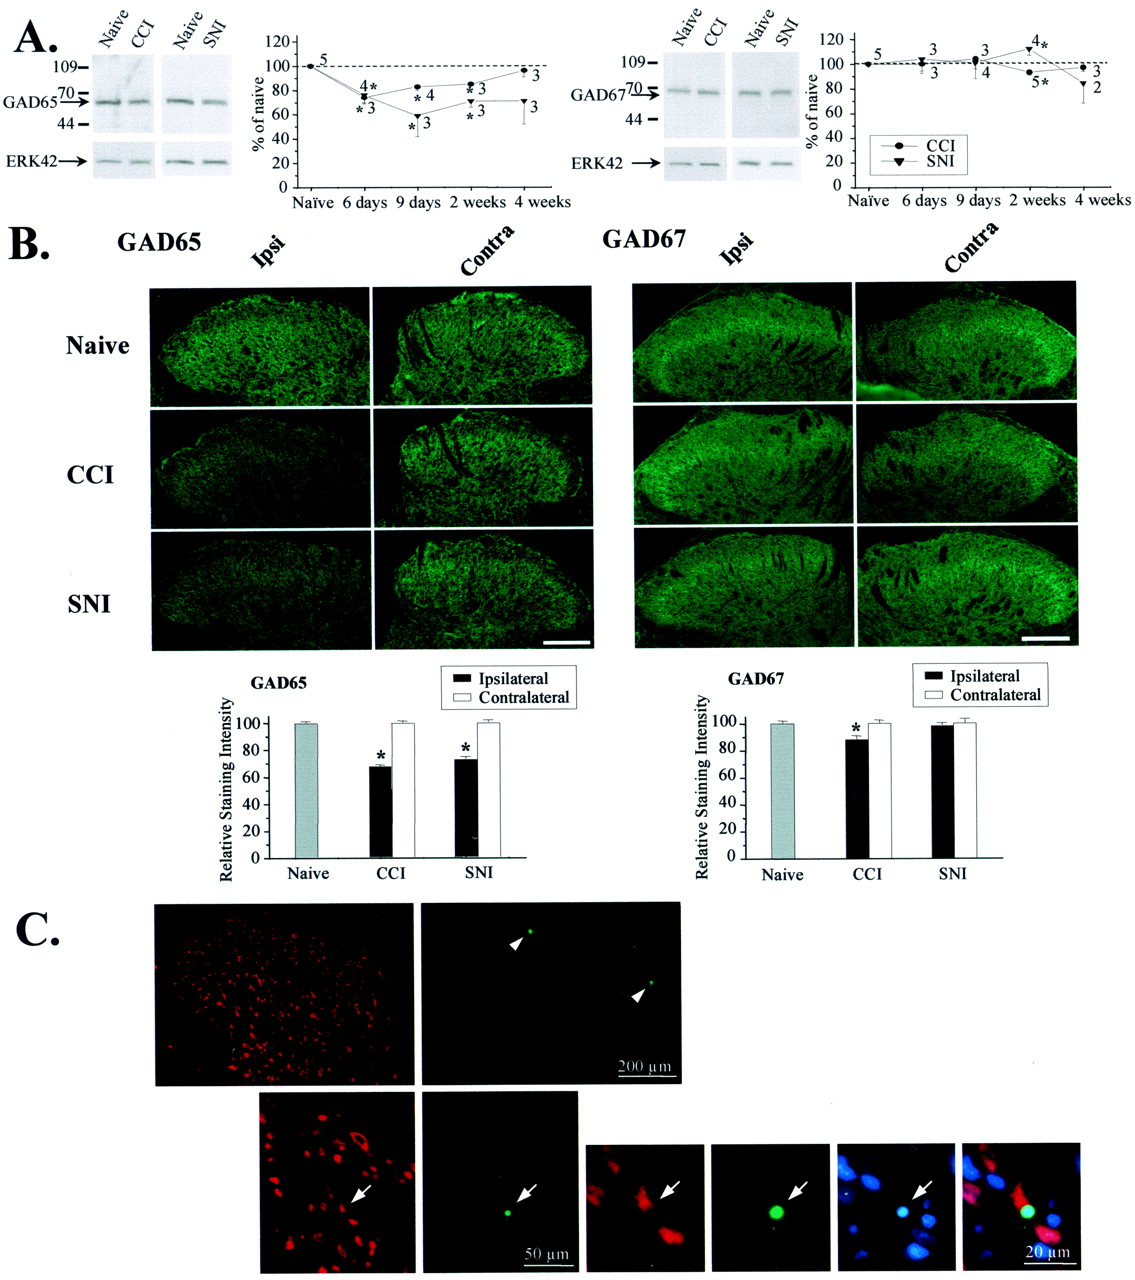 A.
Naive CCI Naive SNI
109
GAD65 70
44
ERK42
% of naive
120
100
80
60
40
20
0
5
4* 4 *3 3
*3 * 3 *3 3
*
Naïve 6 days 9 days 2 weeks 4 weeks
Naive CCI Naive SNI
109
GAD67 70
44
ERK42
% of naive
120
100
80
60
40
20
0
5 3 3 4* 3
3 4 5* 2
CCI
SNI
Naïve 6 days 9 days 2 weeks 4 weeks
B.
GAD65 Ipsi Contra GAD67 Ipsi Contra
Naive
CCI
SNI
GAD65
Ipsilateral
Contralateral
Relative Staining Intensity
100
80
60
40
20
0
* *
Naive CCI SNI
GAD67
Ipsilateral
Contralateral
Relative Staining Intensity
100
80
60
40
20
0
*
Naive CCI SNI
C.
200 µm
50 µm
20 µm